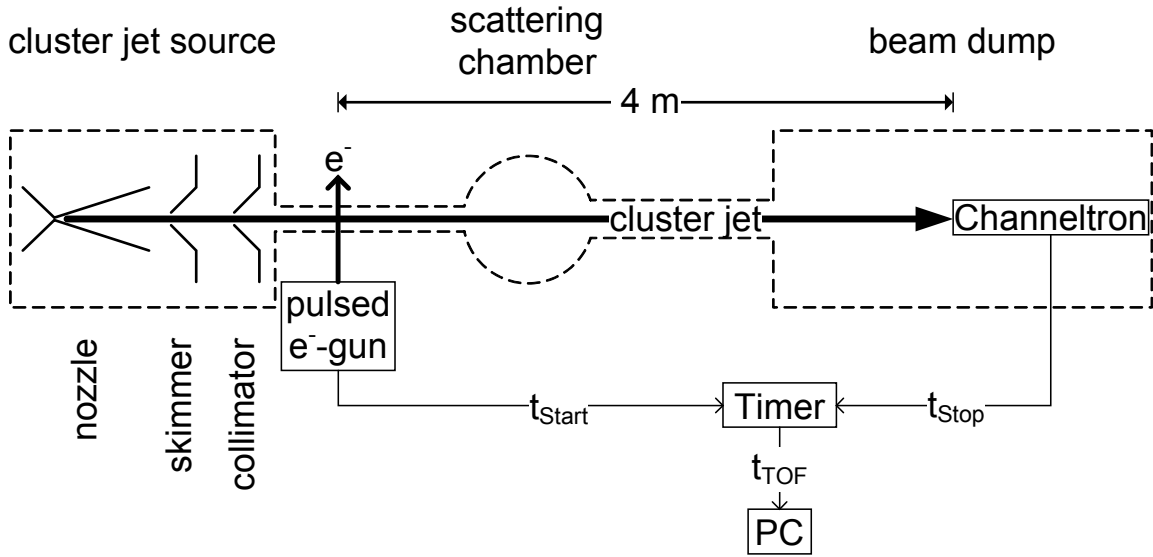 cluster jet source
scattering
chamber
beam dump
4 m
e⁻
cluster jet
Channeltron
pulsed
e⁻-gun
nozzle
skimmer
collimator
tStart
Timer
tStop
tTOF
PC